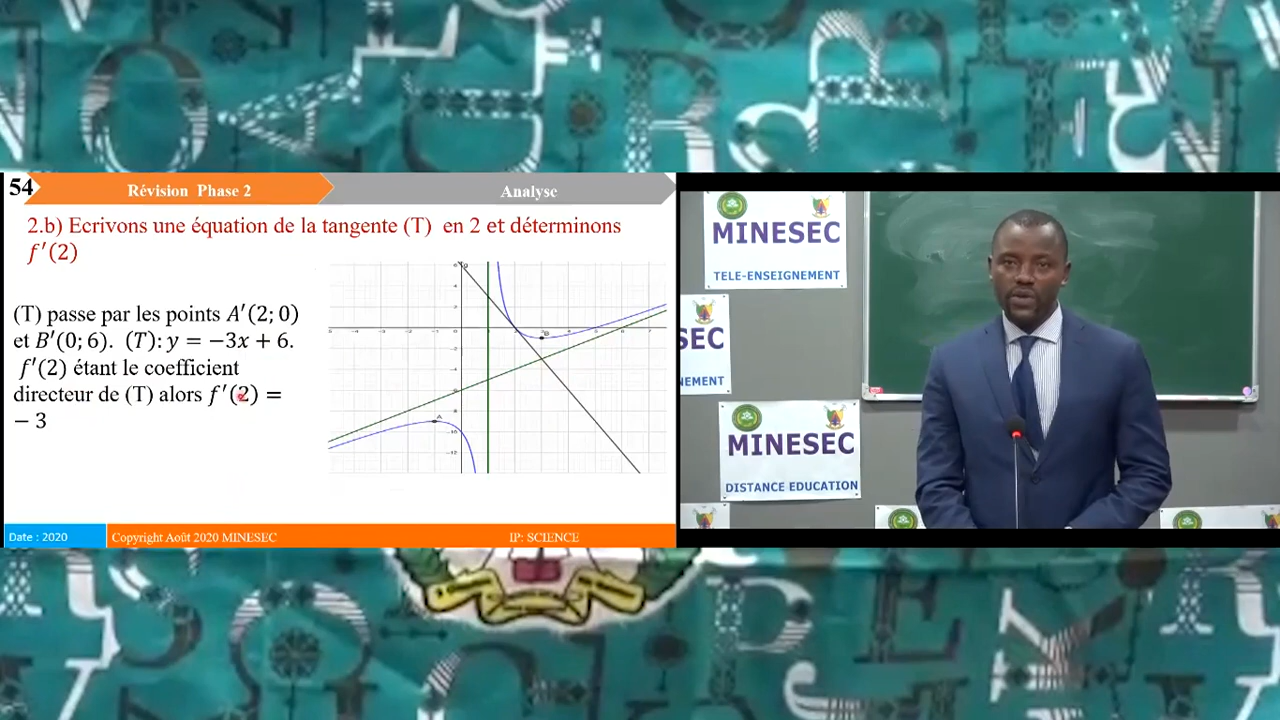 54
Révision Phase 2
Analyse
2.b) Ecrivons une équation de la tangente (T) en 2 et déterminons
f′(2)
(T) passe par les points A′(2; 0)
et B′(0; 6). (T): y = −3x + 6.
f′(2) étant le coefficient
directeur de (T) alors f′(2) =
− 3
A
B
Date : 2020
Copyright Août 2020 MINESEC
IP: SCIENCE
MINESEC
TELE-ENSEIGNEMENT
SEC
NEMENT
MINESEC
DISTANCE EDUCATION